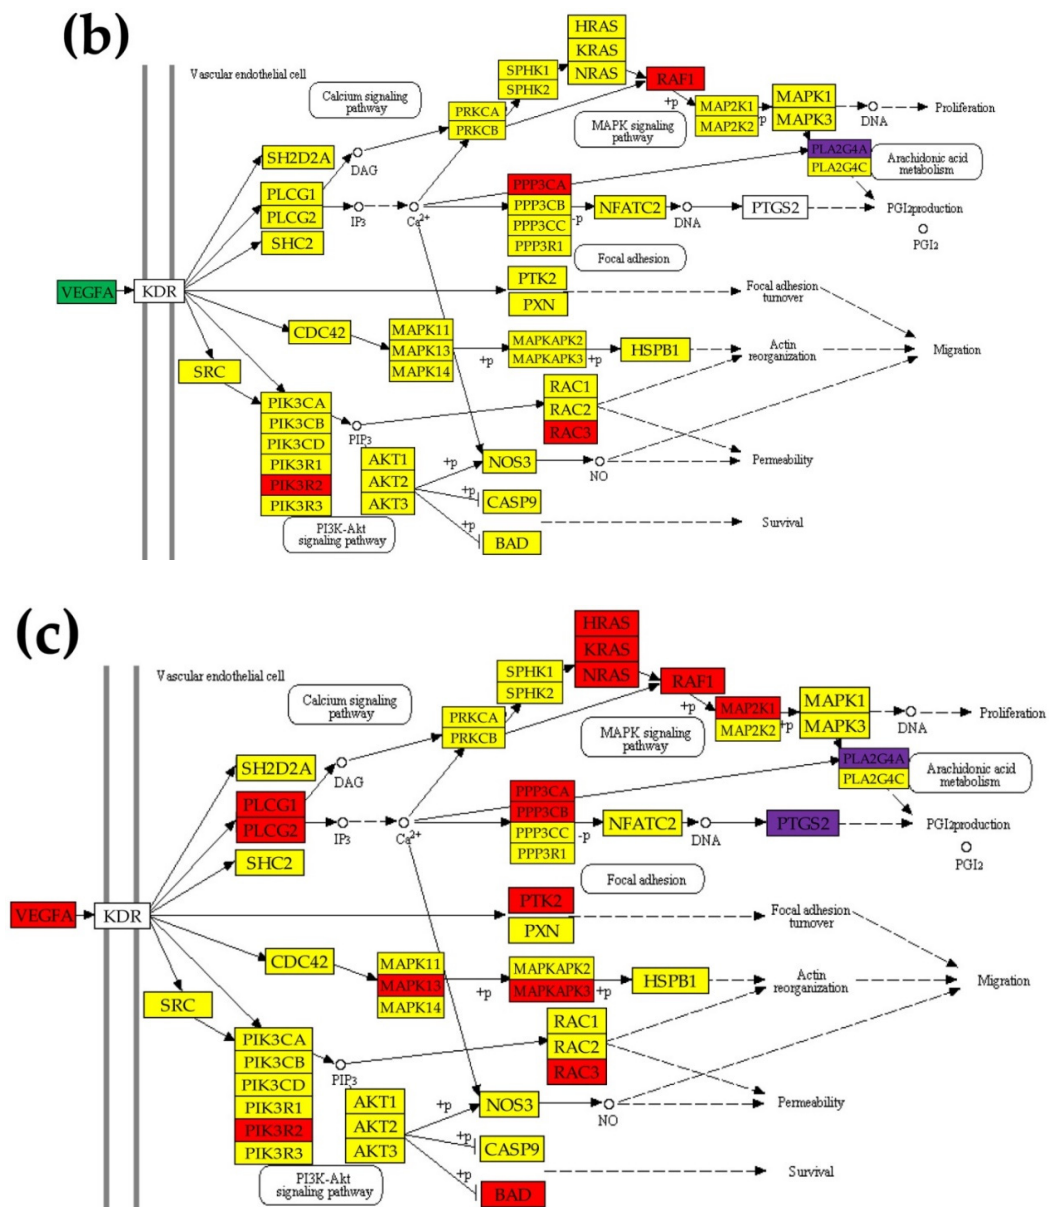 (b)
HRAS
KRAS
NRAS
Vascular endothelial cell
SPHK1
SPHK2
RAF1
Calcium signaling
pathway
+p
PRKCA
PRKCB
MAPK signaling
pathway
MAP2K1
MAP2K2
+p
MAPK1
MAPK3
DNA
Proliferation
SH2D2A
DAG
PLA2G4A
PLA2G4C
Arachidonic acid
metabolism
PLCG1
PLCG2
IP3
Ca2+
PPP3CA
PPP3CB
PPP3CC
PPP3R1
-p
NFATC2
DNA
PTGS2
PGI2production
PGI2
SHC2
Focal adhesion
VEGFA
KDR
PTK2
PXN
Focal adhesion
turnover
CDC42
MAPK11
MAPK13
MAPK14
+p
MAPKAPK2
MAPKAPK3
+p
HSPB1
Actin
reorganization
Migration
SRC
PIK3CA
PIK3CB
PIK3CD
PIK3R1
PIK3R2
PIK3R3
PIP3
RAC1
RAC2
RAC3
AKT1
AKT2
AKT3
+p
NOS3
NO
Permeability
+p
CASP9
+p
BAD
Survival
PI3K-Akt
signaling pathway
(c)
HRAS
KRAS
NRAS
Vascular endothelial cell
SPHK1
SPHK2
RAF1
Calcium signaling
pathway
+p
PRKCA
PRKCB
MAPK signaling
pathway
MAP2K1
MAP2K2
+p
MAPK1
MAPK3
DNA
Proliferation
SH2D2A
DAG
PLA2G4A
PLA2G4C
Arachidonic acid
metabolism
PLCG1
PLCG2
IP3
Ca2+
PPP3CA
PPP3CB
PPP3CC
PPP3R1
-p
NFATC2
DNA
PTGS2
PGI2production
PGI2
SHC2
Focal adhesion
VEGFA
KDR
PTK2
PXN
Focal adhesion
turnover
CDC42
MAPK11
MAPK13
MAPK14
+p
MAPKAPK2
MAPKAPK3
+p
HSPB1
Actin
reorganization
Migration
SRC
PIK3CA
PIK3CB
PIK3CD
PIK3R1
PIK3R2
PIK3R3
PIP3
RAC1
RAC2
RAC3
AKT1
AKT2
AKT3
+p
NOS3
NO
Permeability
+p
CASP9
+p
BAD
Survival
PI3K-Akt
signaling pathway